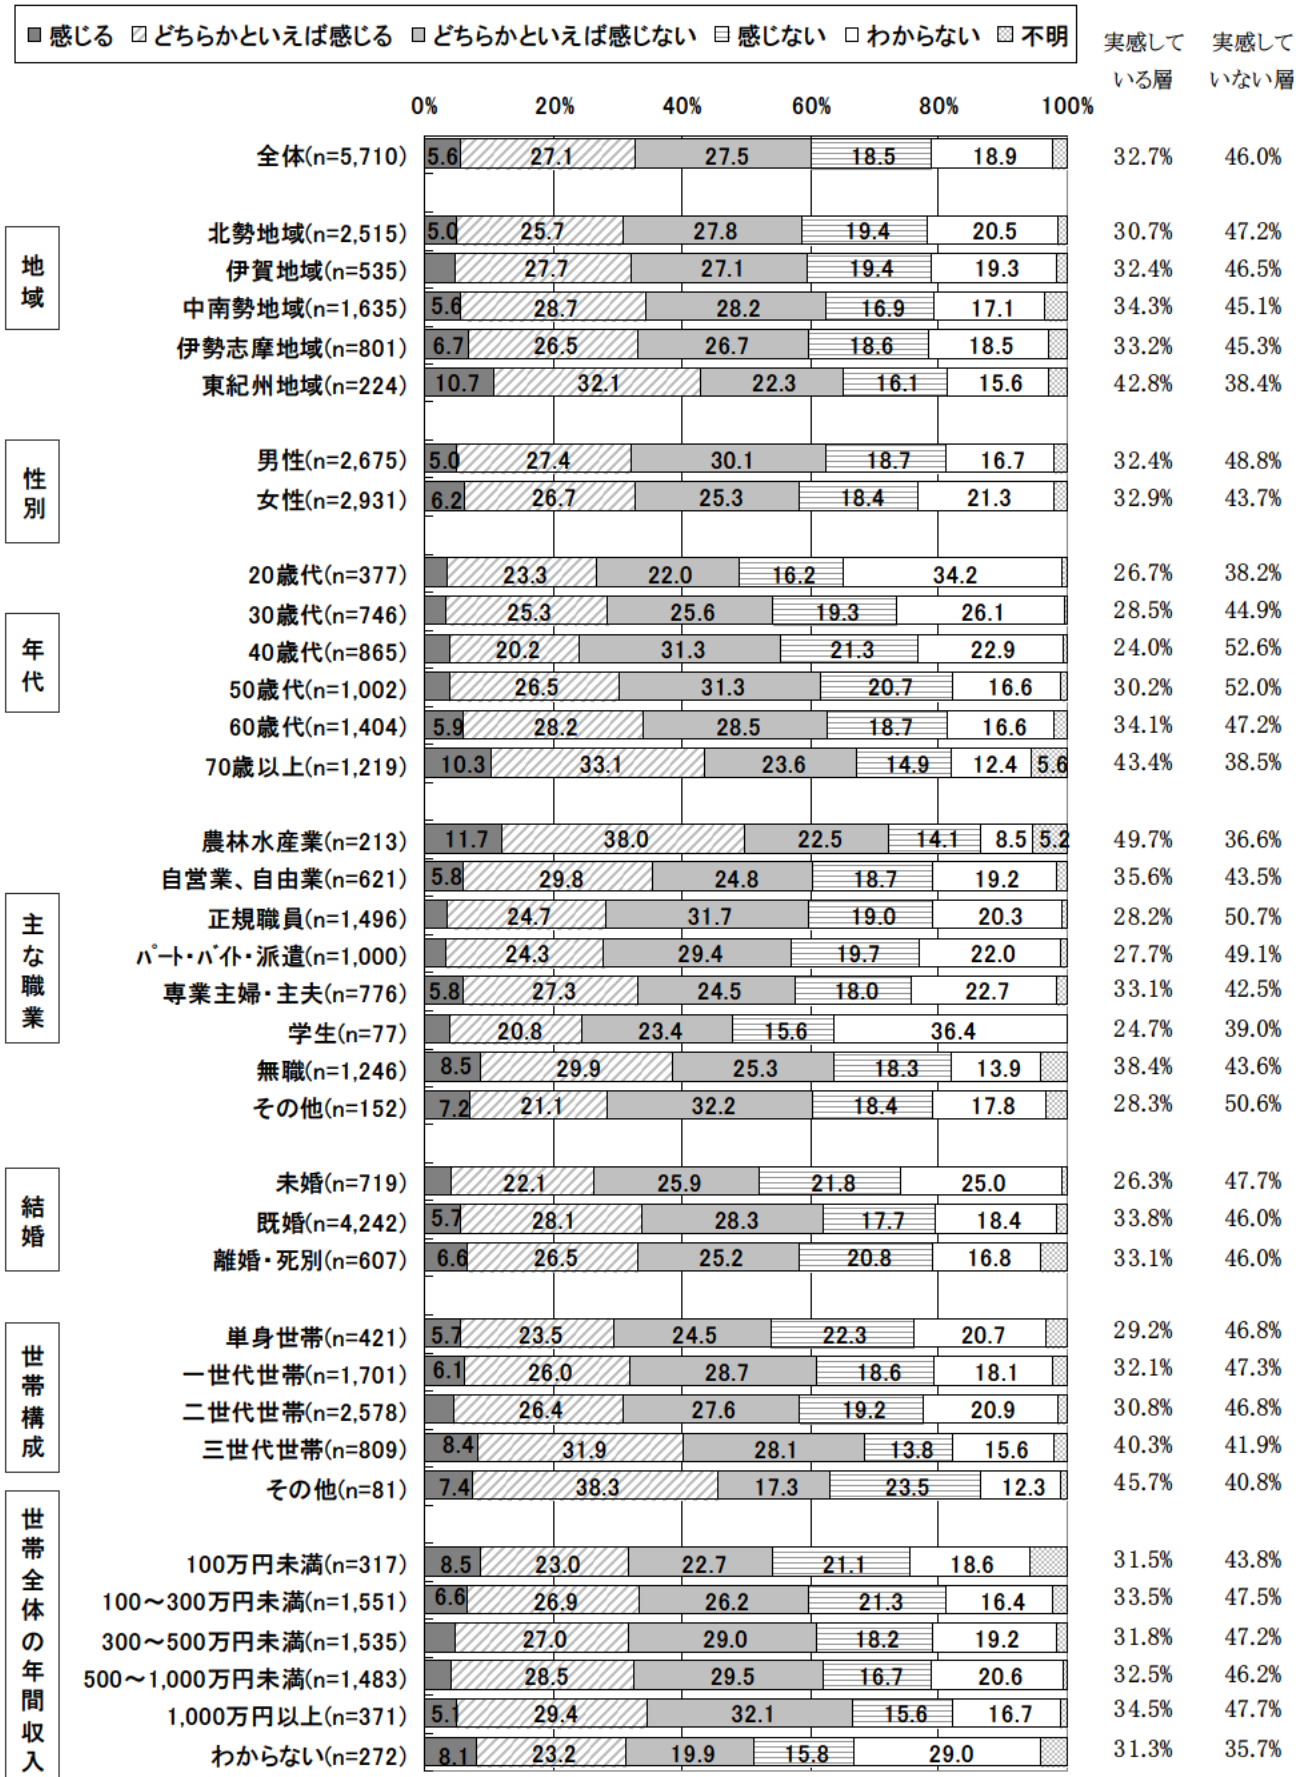 感じる どちらかといえば感じる どちらかといえば感じない 感じない わからない 不明
実感して 実感して
いる層 いない層
0% 20% 40% 60% 80% 100%
全体(n=5,710) 5.6 27.1 27.5 18.5 18.9 32.7% 46.0%
地域
北勢地域(n=2,515) 5.0 25.7 27.8 19.4 20.5 30.7% 47.2%
伊賀地域(n=535) 27.7 27.1 19.4 19.3 32.4% 46.5%
中南勢地域(n=1,635) 5.6 28.7 28.2 16.9 17.1 34.3% 45.1%
伊勢志摩地域(n=801) 6.7 26.5 26.7 18.6 18.5 33.2% 45.3%
東紀州地域(n=224) 10.7 32.1 22.3 16.1 15.6 42.8% 38.4%
性別
男性(n=2,675) 5.0 27.4 30.1 18.7 16.7 32.4% 48.8%
女性(n=2,931) 6.2 26.7 25.3 18.4 21.3 32.9% 43.7%
年代
20歳代(n=377) 23.3 22.0 16.2 34.2 26.7% 38.2%
30歳代(n=746) 25.3 25.6 19.3 26.1 28.5% 44.9%
40歳代(n=865) 20.2 31.3 21.3 22.9 24.0% 52.6%
50歳代(n=1,002) 26.5 31.3 20.7 16.6 30.2% 52.0%
60歳代(n=1,404) 5.9 28.2 28.5 18.7 16.6 34.1% 47.2%
70歳以上(n=1,219) 10.3 33.1 23.6 14.9 12.4 5.6 43.4% 38.5%
主な職業
農林水産業(n=213) 11.7 38.0 22.5 14.1 8.5 5.2 49.7% 36.6%
自営業、自由業(n=621) 5.8 29.8 24.8 18.7 19.2 35.6% 43.5%
正規職員(n=1,496) 24.7 31.7 19.0 20.3 28.2% 50.7%
ﾊﾟｰﾄ・ﾊﾞｲﾄ・派遣(n=1,000) 24.3 29.4 19.7 22.0 27.7% 49.1%
専業主婦・主夫(n=776) 5.8 27.3 24.5 18.0 22.7 33.1% 42.5%
学生(n=77) 20.8 23.4 15.6 36.4 24.7% 39.0%
無職(n=1,246) 8.5 29.9 25.3 18.3 13.9 38.4% 43.6%
その他(n=152) 7.2 21.1 32.2 18.4 17.8 28.3% 50.6%
結婚
未婚(n=719) 22.1 25.9 21.8 25.0 26.3% 47.7%
既婚(n=4,242) 5.7 28.1 28.3 17.7 18.4 33.8% 46.0%
離婚・死別(n=607) 6.6 26.5 25.2 20.8 16.8 33.1% 46.0%
世帯構成
単身世帯(n=421) 5.7 23.5 24.5 22.3 20.7 29.2% 46.8%
一世代世帯(n=1,701) 6.1 26.0 28.7 18.6 18.1 32.1% 47.3%
二世代世帯(n=2,578) 26.4 27.6 19.2 20.9 30.8% 46.8%
三世代世帯(n=809) 8.4 31.9 28.1 13.8 15.6 40.3% 41.9%
その他(n=81) 7.4 38.3 17.3 23.5 12.3 45.7% 40.8%
世帯全体の年間収入
100万円未満(n=317) 8.5 23.0 22.7 21.1 18.6 31.5% 43.8%
100～300万円未満(n=1,551) 6.6 26.9 26.2 21.3 16.4 33.5% 47.5%
300～500万円未満(n=1,535) 27.0 29.0 18.2 19.2 31.8% 47.2%
500～1,000万円未満(n=1,483) 28.5 29.5 16.7 20.6 32.5% 46.2%
1,000万円以上(n=371) 5.1 29.4 32.1 15.6 16.7 34.5% 47.7%
わからない(n=272) 8.1 23.2 19.9 15.8 29.0 31.3% 35.7%